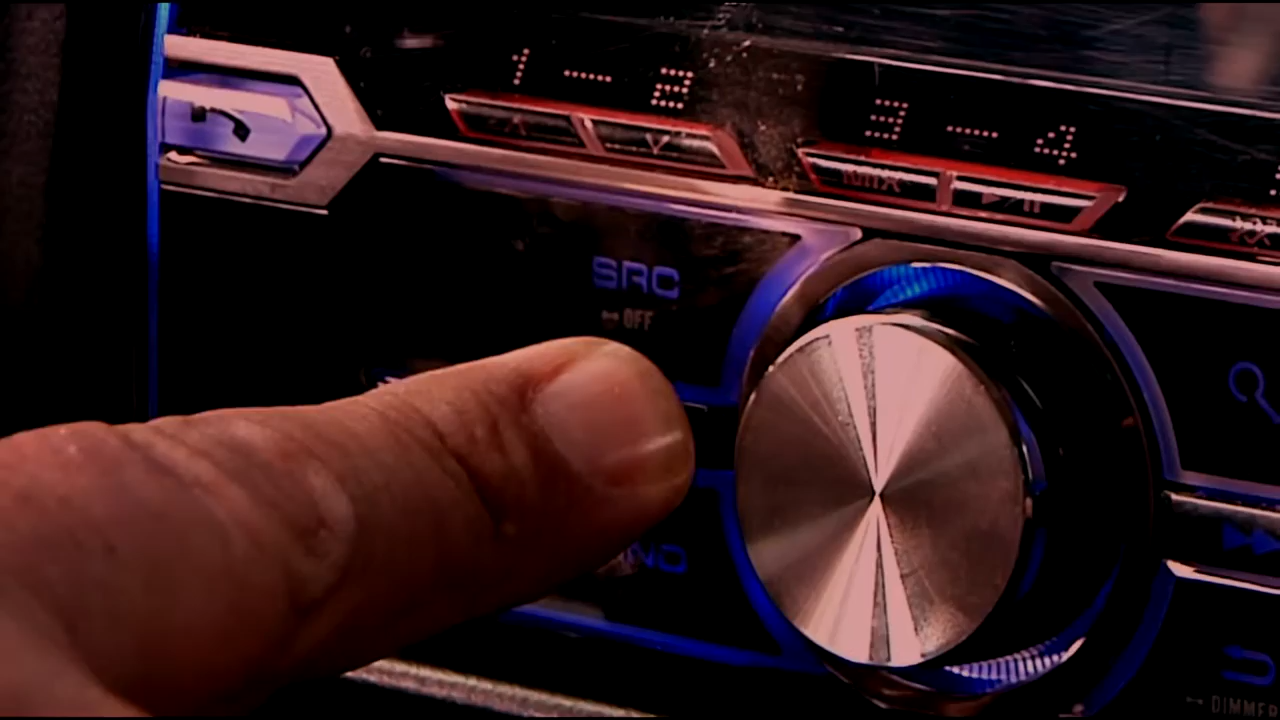 1 — 2
3 — 4
MIX
SRC
OFF
DIMMER